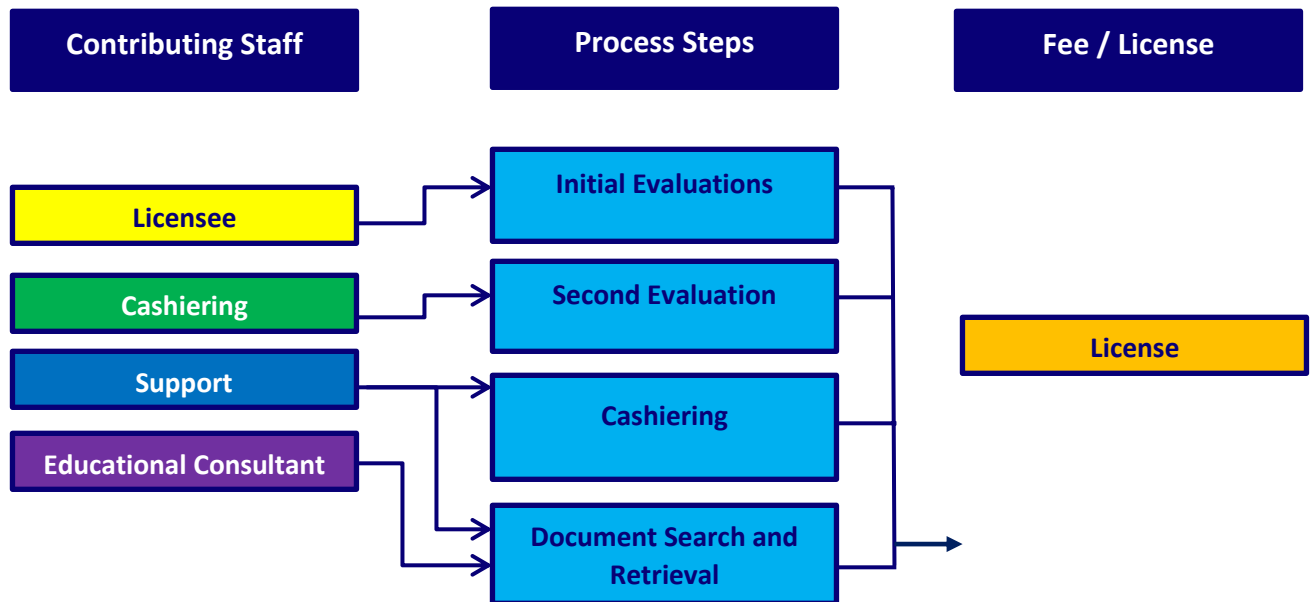 Contributing Staff
Process Steps
Fee / License
Licensee
Cashiering
Support
Educational Consultant
Initial Evaluations
Second Evaluation
Cashiering
Document Search and
Retrieval
License